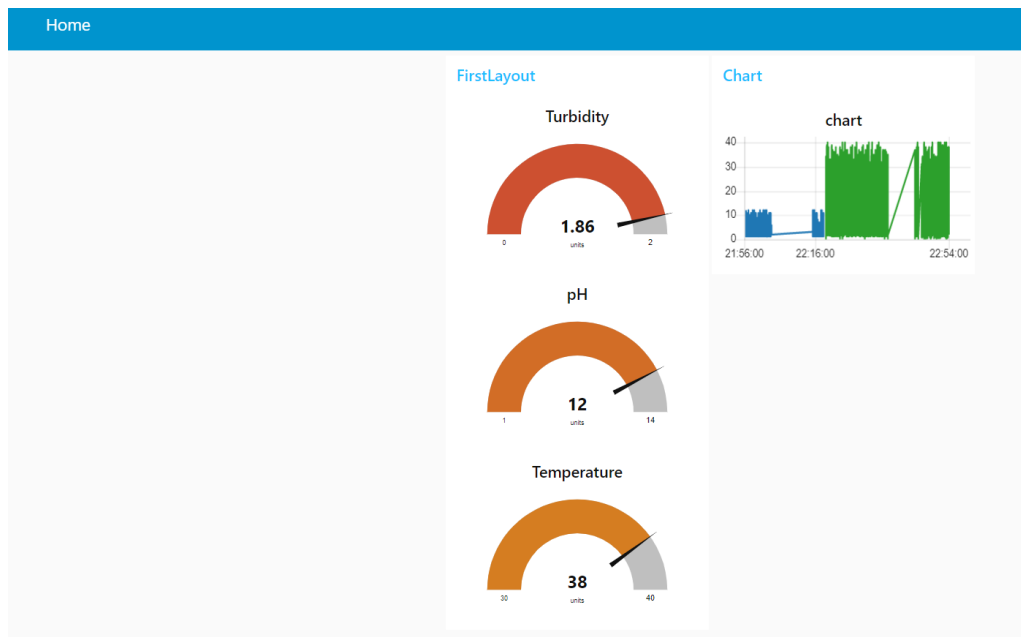 Home
FirstLayout
Turbidity
1.86
units
0 2
pH
12
units
1 14
Temperature
38
units
30 40
Chart
chart
40
30
20
10
0
21:56:00 22:16:00 22:54:00